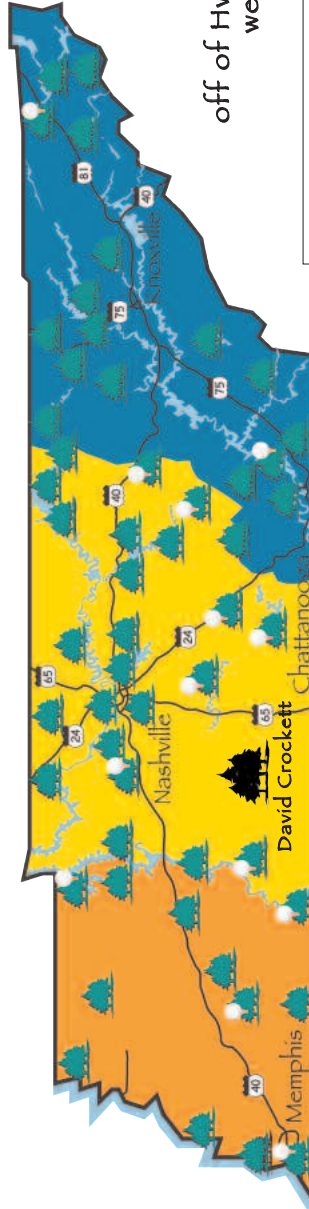 off of Hw
we
81
40
Knoxville
75
75
40
65
24
24
65
Nashville
Chattanoog
David Crockett
40
Memphis